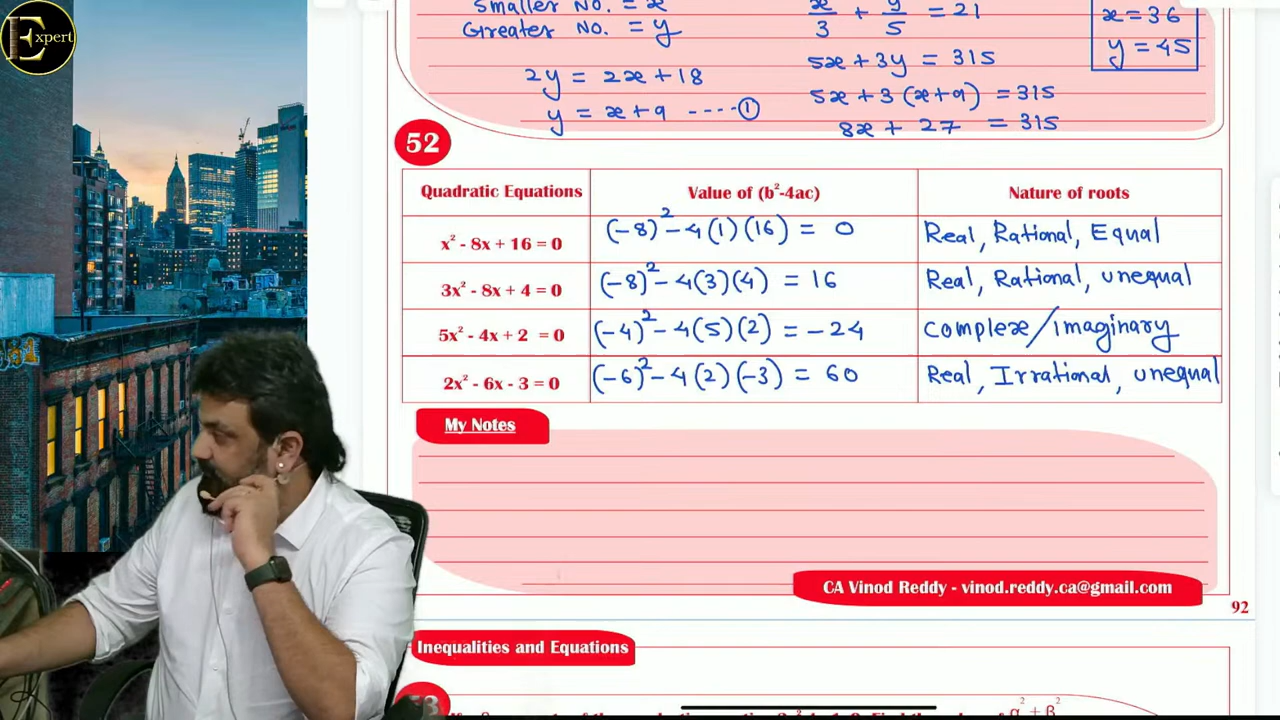 Expert
Smaller No. = x
Greater No. = y
2y = 2x + 18
y = x + 9 ----①
x/3 + y/5 = 21
5x + 3y = 315
5x + 3(x+9) = 315
8x + 27 = 315
x = 36
y = 45
52
Quadratic Equations Value of (b²-4ac) Nature of roots
x² - 8x + 16 = 0 (-8)² - 4(1)(16) = 0 Real, Rational, Equal
3x² - 8x + 4 = 0 (-8)² - 4(3)(4) = 16 Real, Rational, unequal
5x² - 4x + 2 = 0 (-4)² - 4(5)(2) = -24 Complex/imaginary
2x² - 6x - 3 = 0 (-6)² - 4(2)(-3) = 60 Real, Irrational, unequal
My Notes
CA Vinod Reddy - vinod.reddy.ca@gmail.com
92
Inequalities and Equations
α² + β²